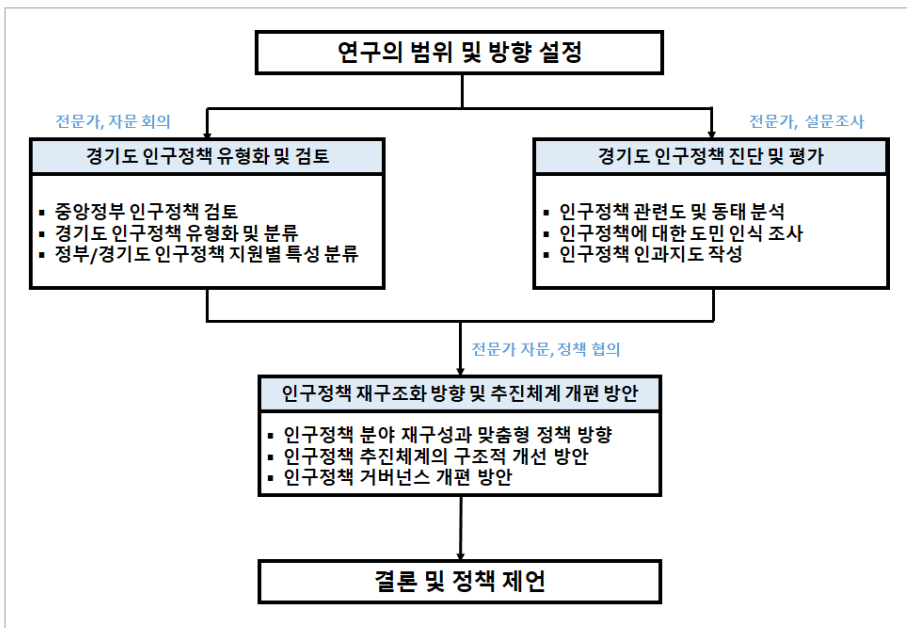 연구의 범위 및 방향 설정
전문가, 자문 회의
경기도 인구정책 유형화 및 검토
▪ 중앙정부 인구정책 검토
▪ 경기도 인구정책 유형화 및 분류
▪ 정부/경기도 인구정책 지원별 특성 분류
전문가, 설문조사
경기도 인구정책 진단 및 평가
▪ 인구정책 관련도 및 동태 분석
▪ 인구정책에 대한 도민 인식 조사
▪ 인구정책 인과지도 작성
전문가 자문, 정책 협의
인구정책 재구조화 방향 및 추진체계 개편 방안
▪ 인구정책 분야 재구성과 맞춤형 정책 방향
▪ 인구정책 추진체계의 구조적 개선 방안
▪ 인구정책 거버넌스 개편 방안
결론 및 정책 제언